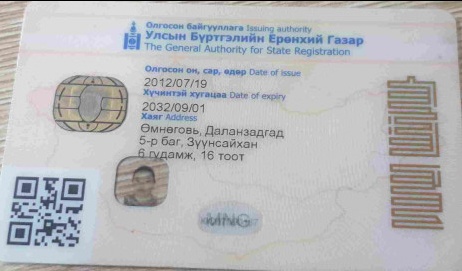 Олгосон байгууллага Issuing authority
Улсын Бүртгэлийн Ерөнхий Газар
The General Authority for State Registration
Олгосон он, сар, өдөр Date of issue
2012/07/19
Хүчинтэй хугацаа Date of expiry
2032/09/01
Хаяг Address
Өмнөговь, Даланзадгад
5-р баг, Зүүнсайхан
6 гудамж, 16 тоот
MNG